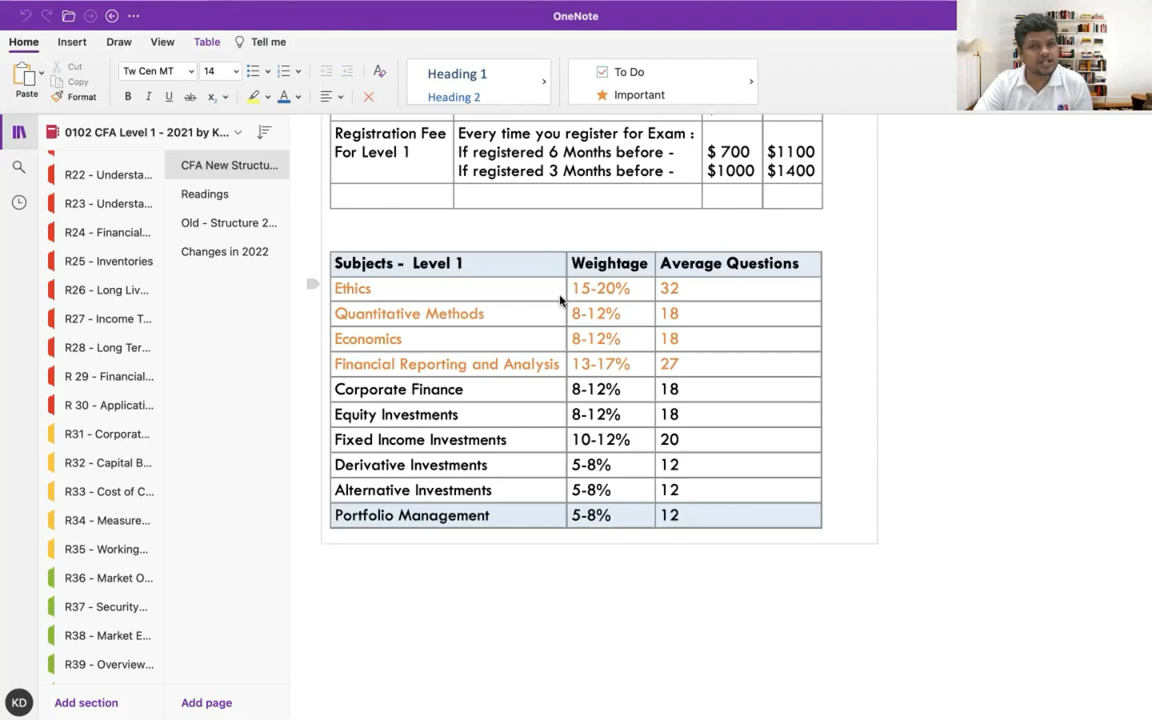 OneNote
Home Insert Draw View Table Tell me
Paste
Cut
Copy
Format
Tw Cen MT 14
B I U ab x₂ A
Heading 1
Heading 2
To Do
Important
0102 CFA Level 1 - 2021 by K...
R22 - Understa...
R23 - Understa...
R24 - Financial...
R25 - Inventories
R26 - Long Liv...
R27 - Income T...
R28 - Long Ter...
R 29 - Financial...
R 30 - Applicati...
R31 - Corporat...
R32 - Capital B...
R33 - Cost of C...
R34 - Measure...
R35 - Working...
R36 - Market O...
R37 - Security...
R38 - Market E...
R39 - Overview...
KD
Add section
CFA New Structu...
Readings
Old - Structure 2...
Changes in 2022
Add page
Registration Fee Every time you register for Exam :
For Level 1 If registered 6 Months before - $ 700 $1100
If registered 3 Months before - $1000 $1400
Subjects - Level 1 Weightage Average Questions
Ethics 15-20% 32
Quantitative Methods 8-12% 18
Economics 8-12% 18
Financial Reporting and Analysis 13-17% 27
Corporate Finance 8-12% 18
Equity Investments 8-12% 18
Fixed Income Investments 10-12% 20
Derivative Investments 5-8% 12
Alternative Investments 5-8% 12
Portfolio Management 5-8% 12